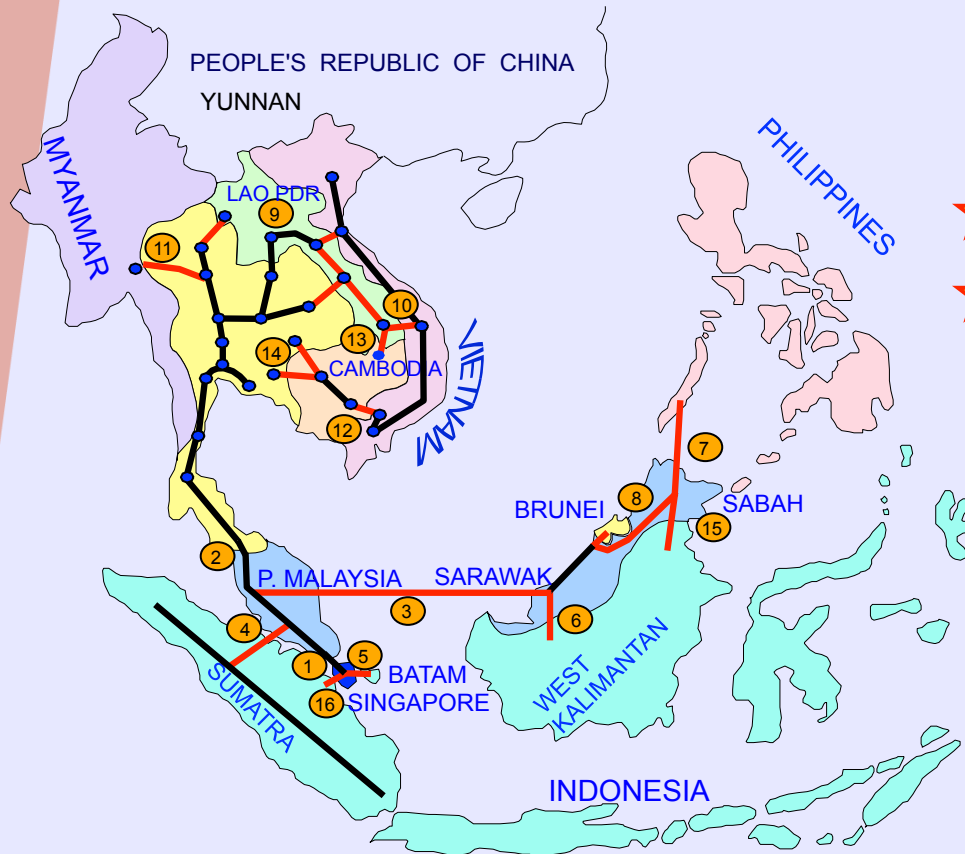 PEOPLE'S REPUBLIC OF CHINA
YUNNAN
PHILIPPINES
MYANMAR
LAO PDR
9
11
10
13
14
CAMBODIA
VIETNAM
12
7
8
BRUNEI
SABAH
15
2
P. MALAYSIA
SARAWAK
3
6
4
1
5
BATAM
SINGAPORE
16
SUMATRA
WEST
KALIMANTAN
INDONESIA